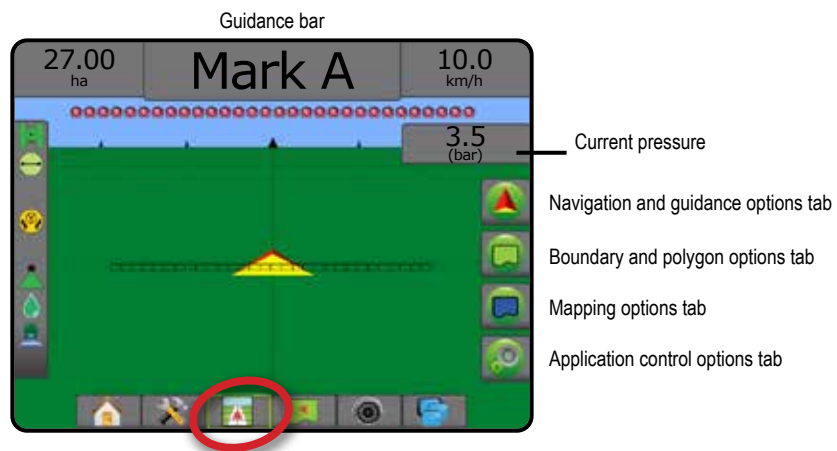 Guidance bar
27.00
ha
Mark A
10.0
km/h
3.5
(bar)
Current pressure
Navigation and guidance options tab
Boundary and polygon options tab
Mapping options tab
Application control options tab